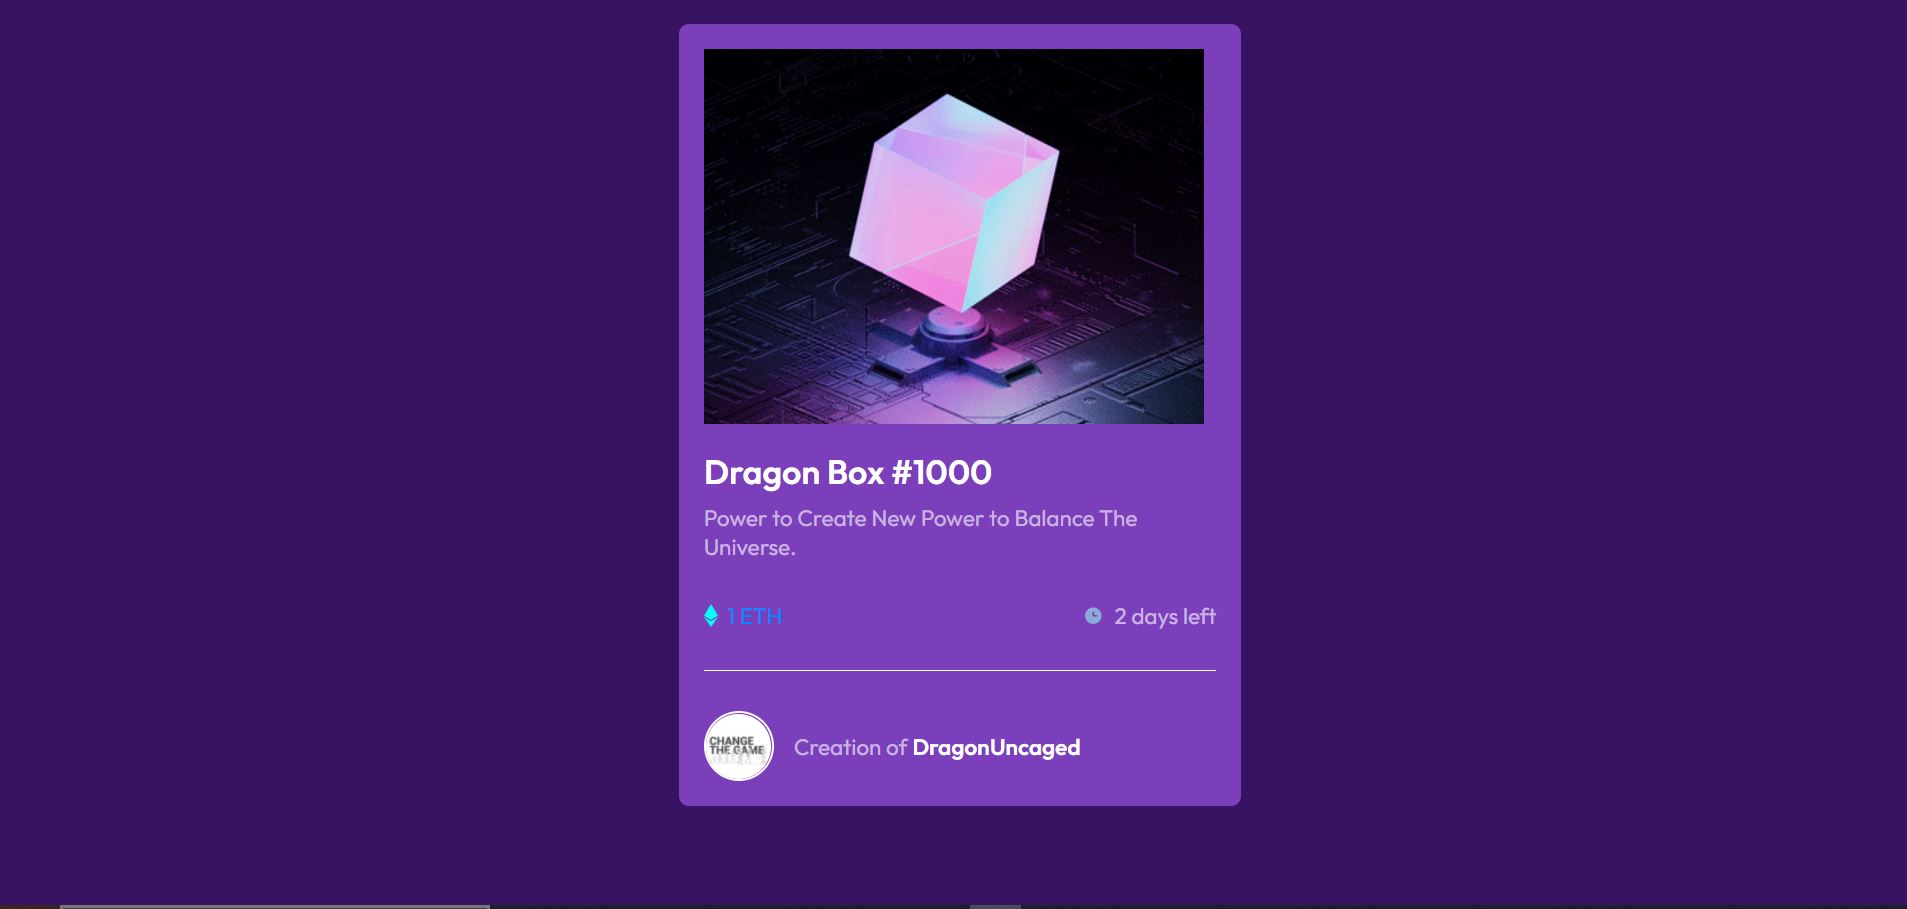 Dragon Box #1000
Power to Create New Power to Balance The
Universe.
1 ETH
2 days left
CHANGE
THE GAME
Creation of DragonUncaged